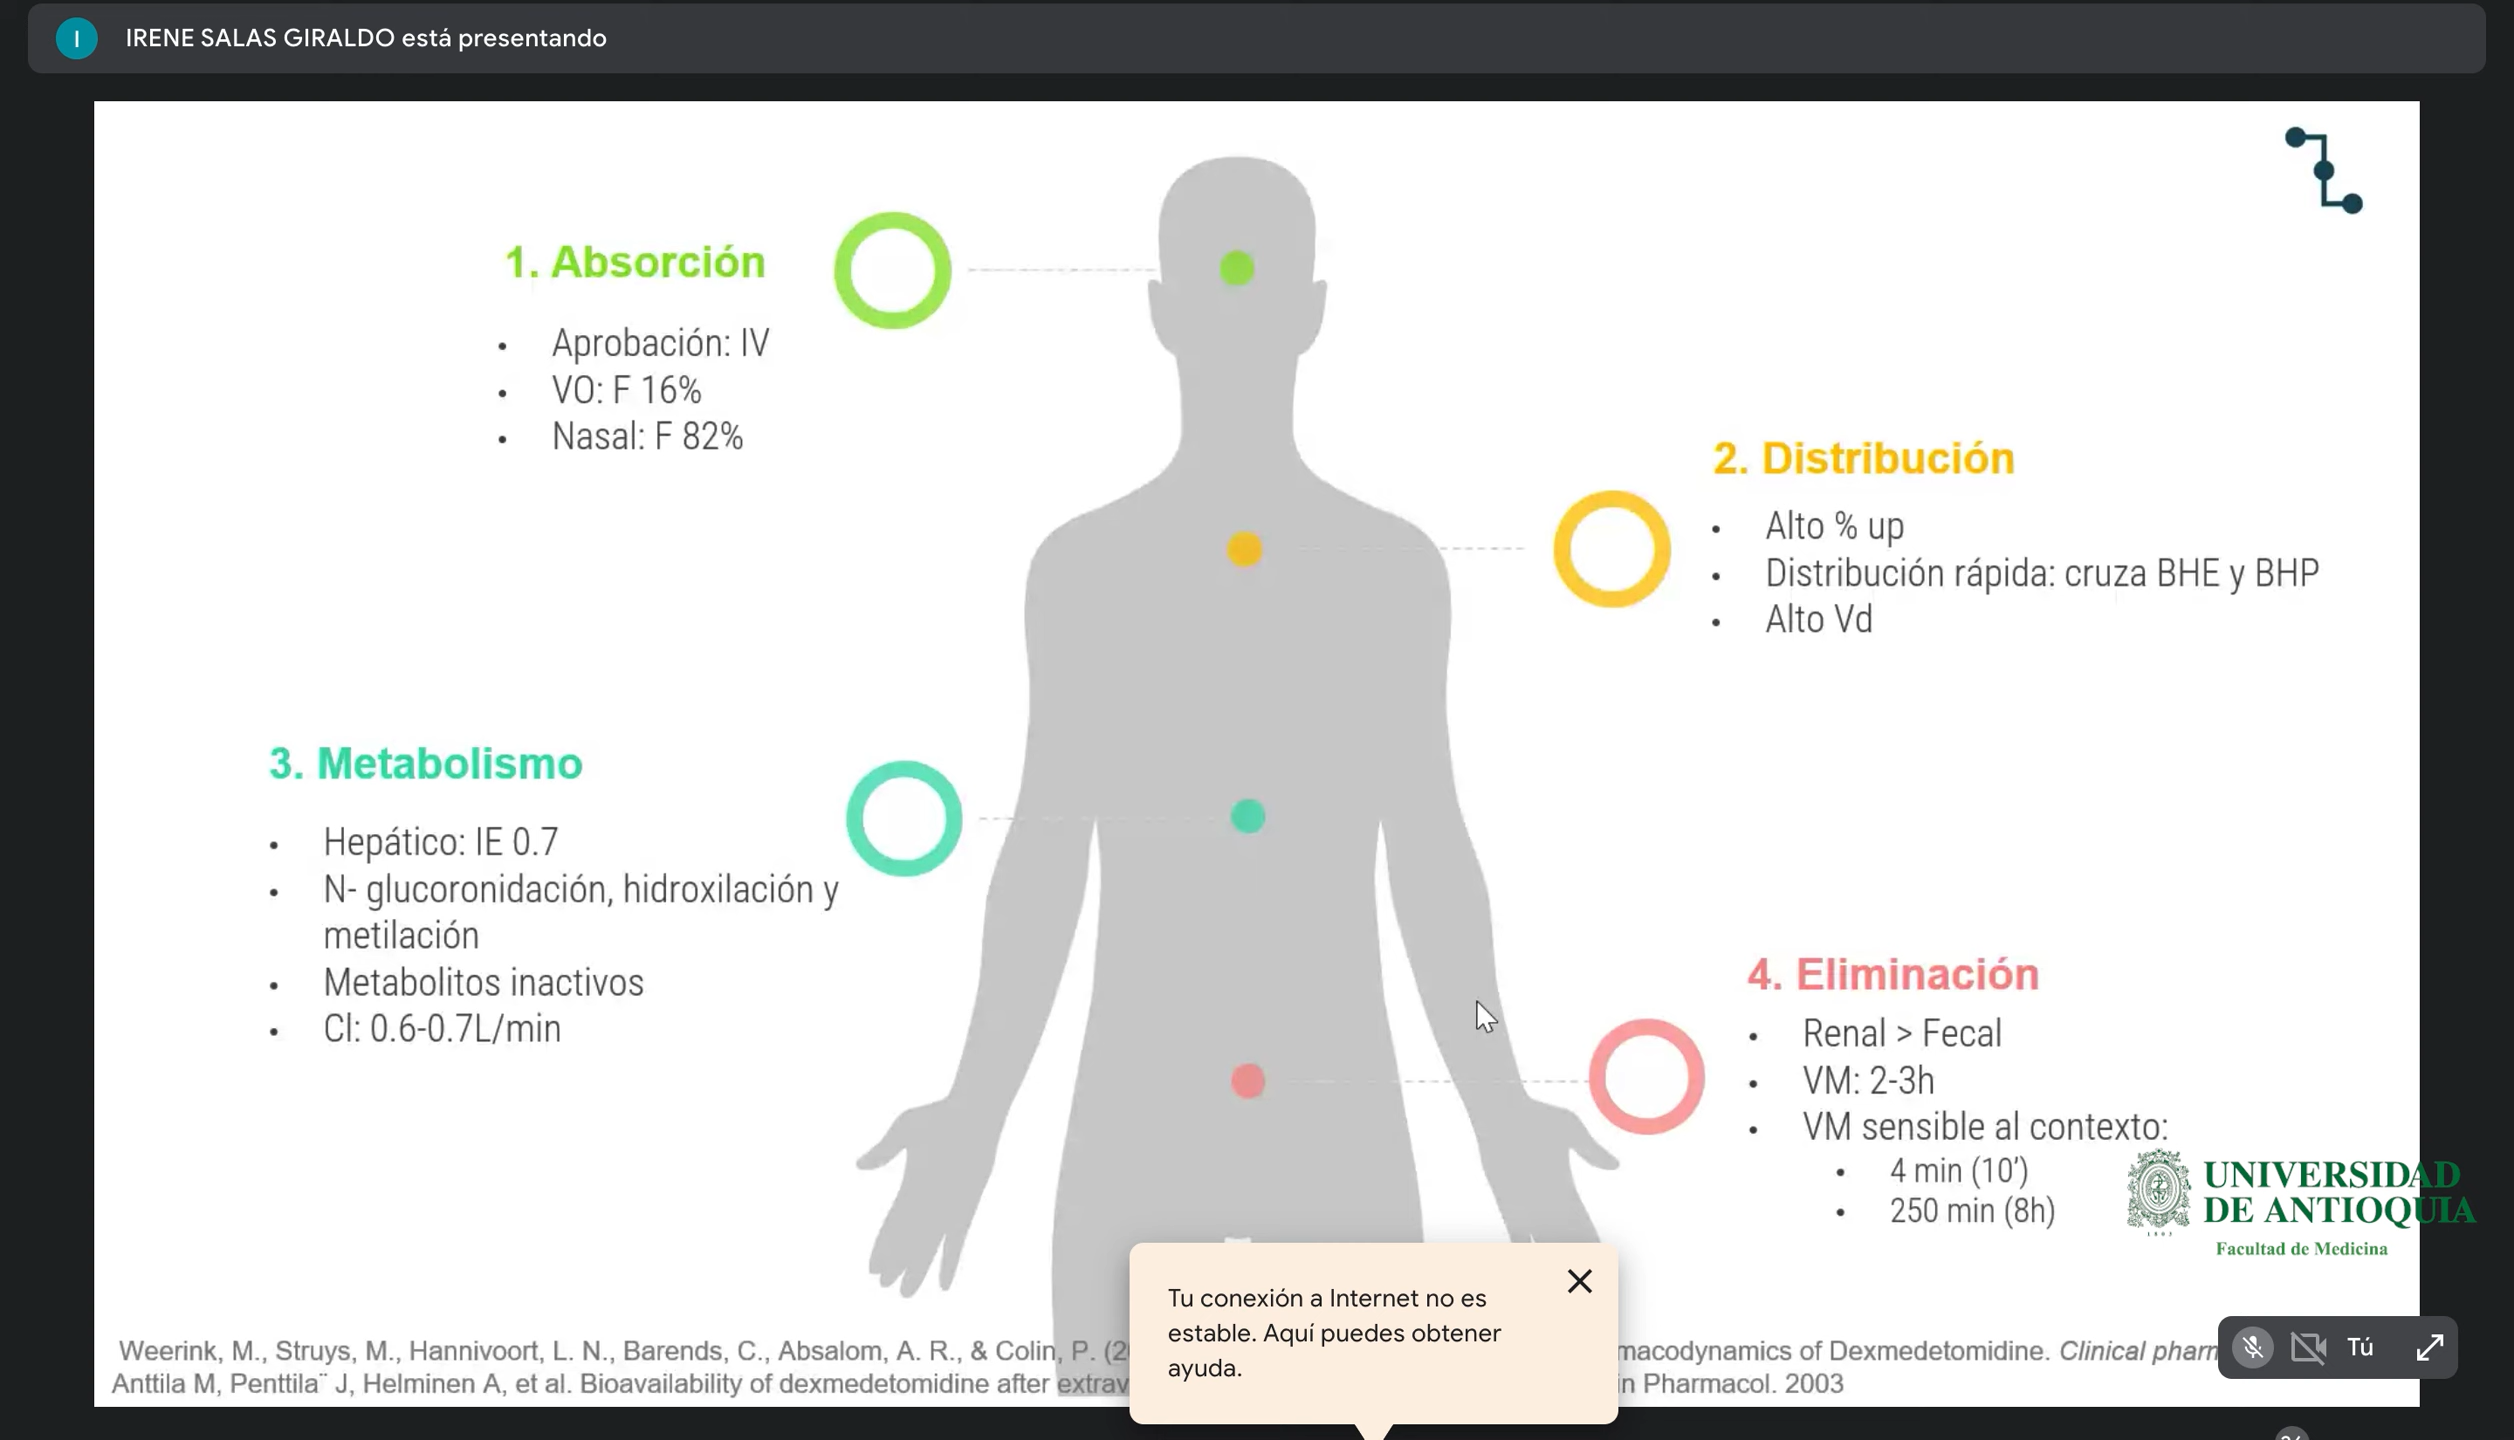 I
IRENE SALAS GIRALDO está presentando
1. Absorción
• Aprobación: IV
• VO: F 16%
• Nasal: F 82%
2. Distribución
• Alto % up
• Distribución rápida: cruza BHE y BHP
• Alto Vd
3. Metabolismo
• Hepático: IE 0.7
• N- glucoronidación, hidroxilación y
metilación
• Metabolitos inactivos
• Cl: 0.6-0.7L/min
4. Eliminación
• Renal > Fecal
• VM: 2-3h
• VM sensible al contexto:
• 4 min (10’)
• 250 min (8h)
UNIVERSIDAD
DE ANTIOQUIA
1803
Facultad de Medicina
Tu conexión a Internet no es
estable. Aquí puedes obtener
ayuda.
Weerink, M., Struys, M., Hannivoort, L. N., Barends, C., Absalom, A. R., & Colin, P. (2 macodynamics of Dexmedetomidine. Clinical pharm
Anttila M, Penttila¨ J, Helminen A, et al. Bioavailability of dexmedetomidine after extrav in Pharmacol. 2003
Tú